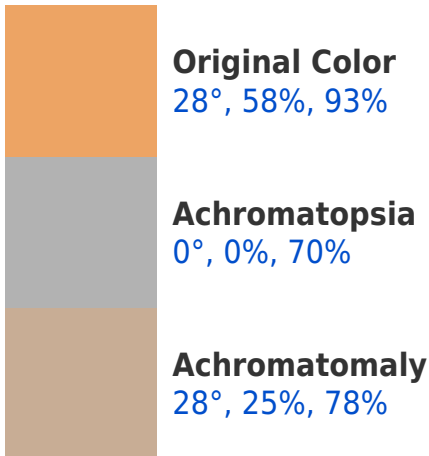 Original Color
28°, 58%, 93%
Achromatopsia
0°, 0%, 70%
Achromatomaly
28°, 25%, 78%